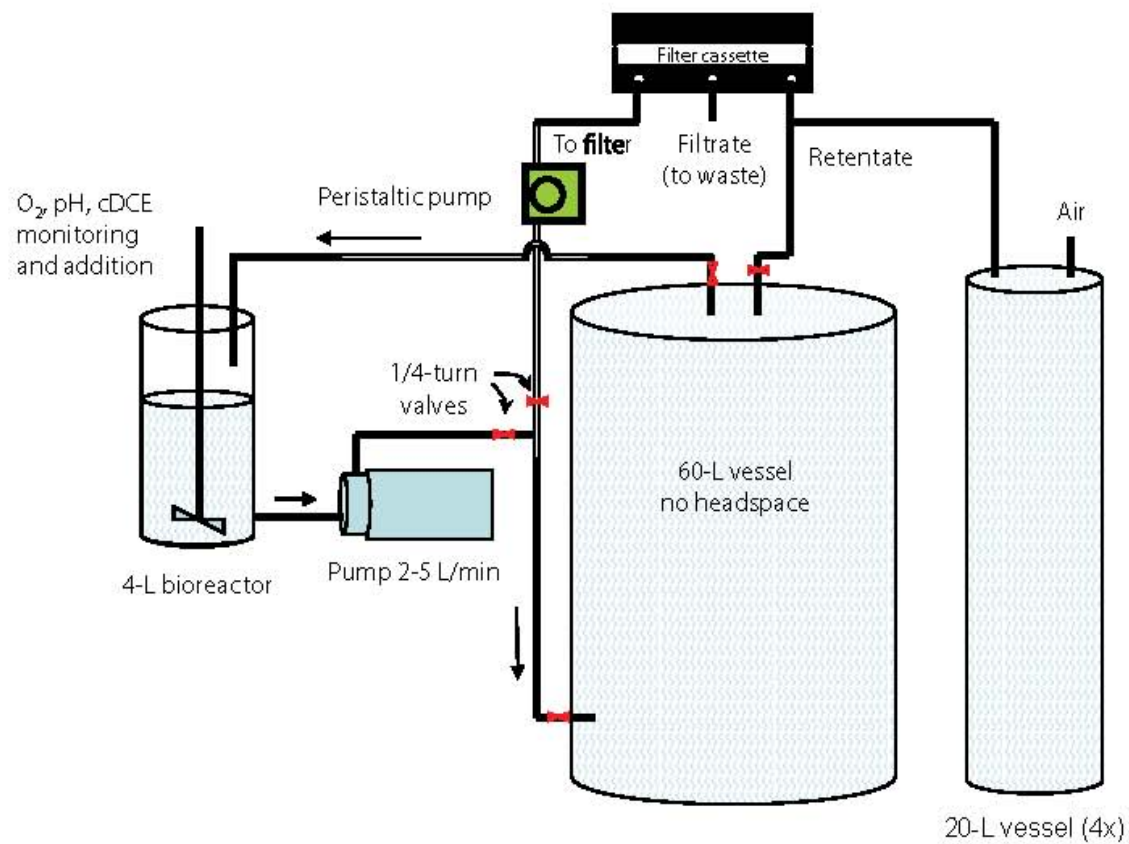 Filter cassette
To filter
Filtrate
(to waste)
Retentate
Peristaltic pump
O2, pH, cDCE
monitoring
and addition
Air
1/4-turn
valves
60-L vessel
no headspace
Pump 2-5 L/min
4-L bioreactor
20-L vessel (4x)